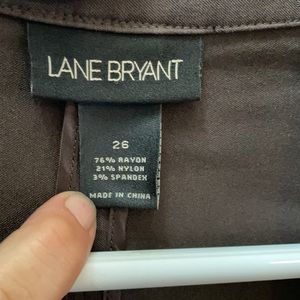 LANE BRYANT
26
76% RAYON
21% NYLON
3% SPANDEX
MADE IN CHINA